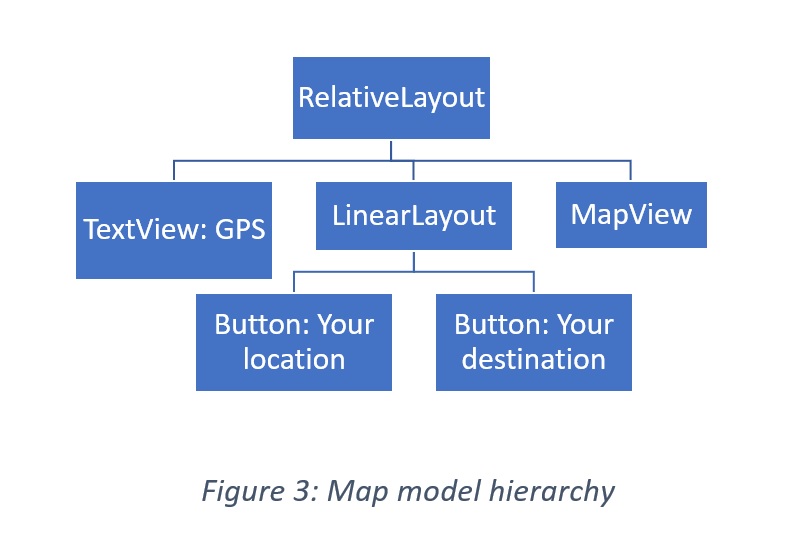 RelativeLayout
TextView: GPS
LinearLayout
MapView
Button: Your
location
Button: Your
destination
Figure 3: Map model hierarchy